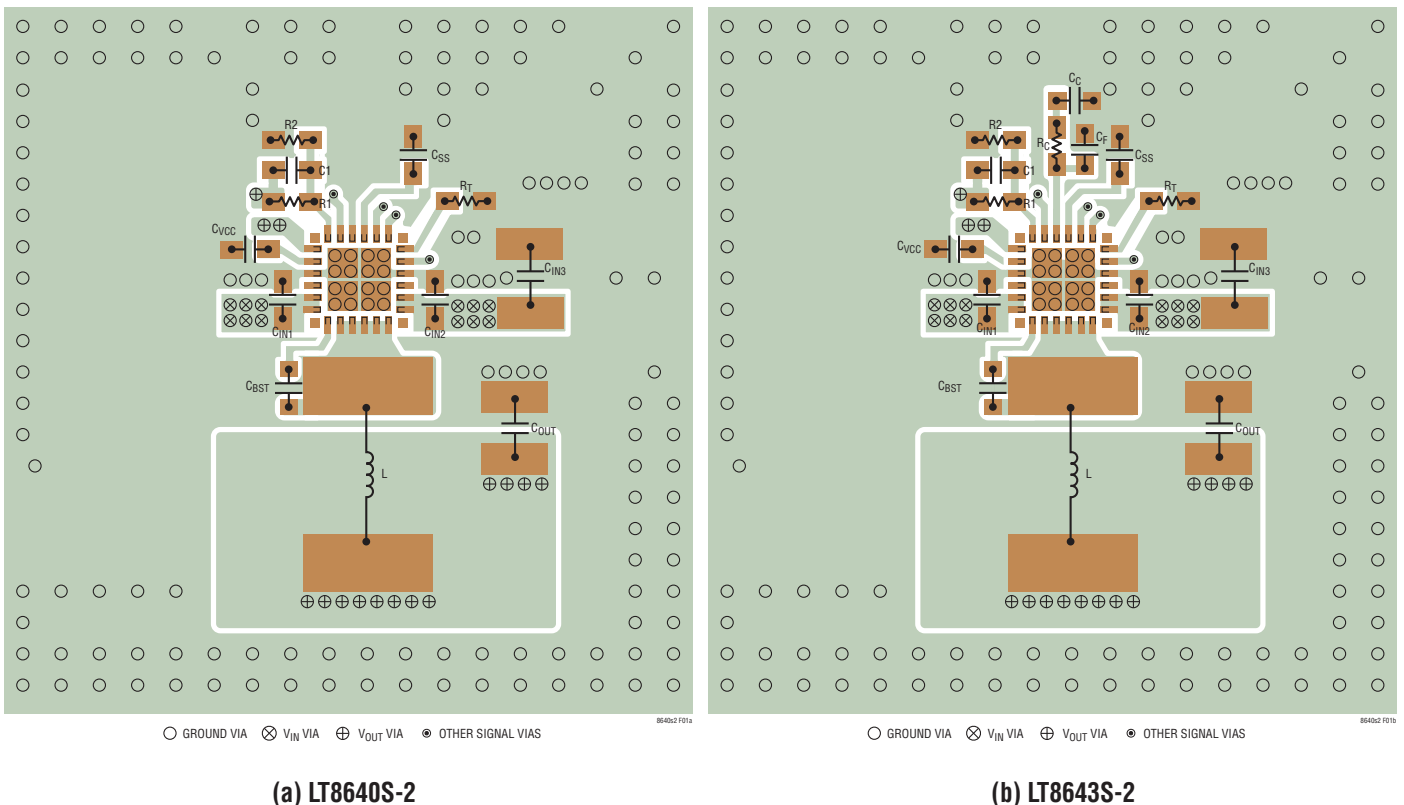 R2
C1
R1
CSS
RT
CVCC
CIN3
CIN1
CIN2
CBST
COUT
L
8640s2 F01a
GROUND VIA VIN VIA VOUT VIA OTHER SIGNAL VIAS
(a) LT8640S-2
CC
R2
RC
CF
CSS
C1
R1
RT
CVCC
CIN3
CIN1
CIN2
CBST
COUT
L
8640s2 F01b
GROUND VIA VIN VIA VOUT VIA OTHER SIGNAL VIAS
(b) LT8643S-2